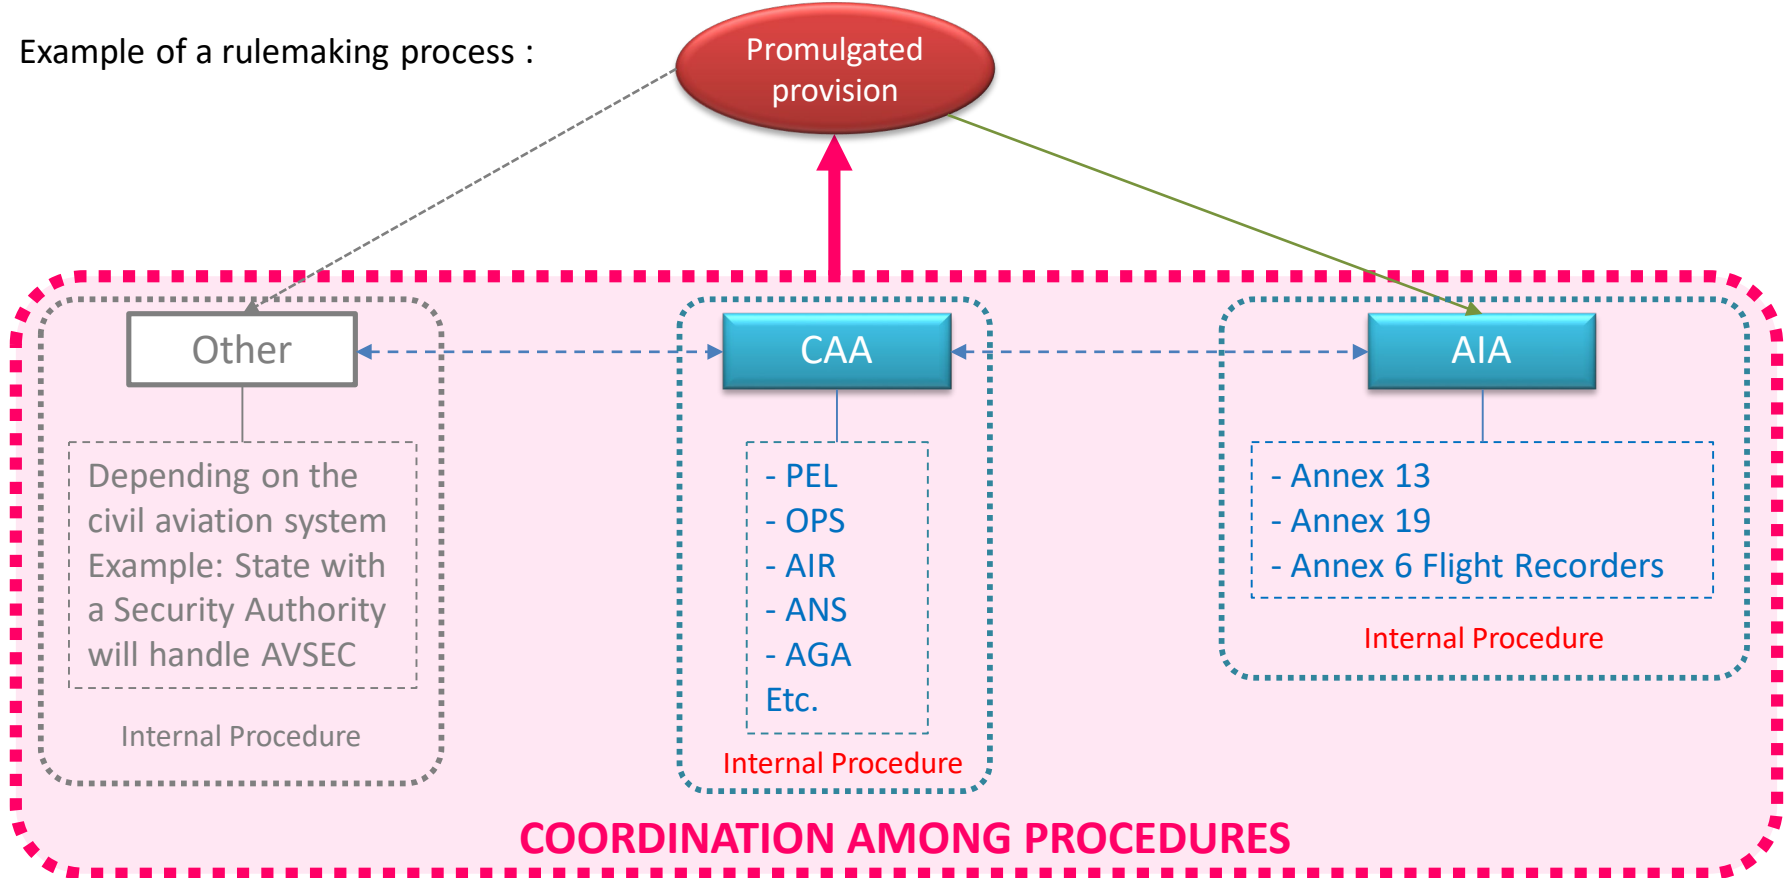 Example of a rulemaking process :
Promulgated
provision
Other
CAA
AIA
Depending on the
civil aviation system
Example: State with
a Security Authority
will handle AVSEC
Internal Procedure
- PEL
- OPS
- AIR
- ANS
- AGA
Etc.
Internal Procedure
- Annex 13
- Annex 19
- Annex 6 Flight Recorders
Internal Procedure
COORDINATION AMONG PROCEDURES